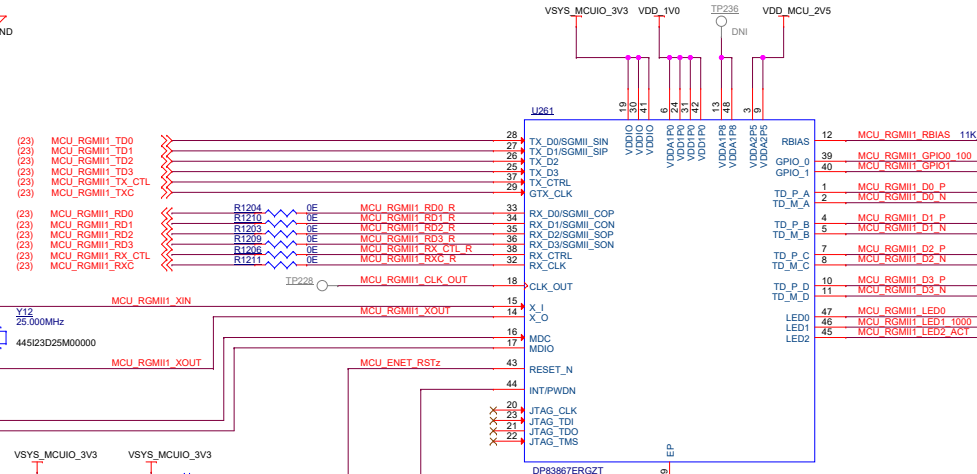 VSYS_MCUIO_3V3 VDD_1V0 TP236 VDD_MCU_2V5
ND
DNI
19 30 41 6 24 31 42 13 48 3 9
U261
VDDIO VDDIO VDDIO VDDA1P0 VDD1P0 VDD1P0 VDD1P0 VDDA1P8 VDDA1P8 VDDA2P5 VDDA2P5
(23) MCU_RGMII1_TD0 28 TX_D0/SGMII_SIN
(23) MCU_RGMII1_TD1 27 TX_D1/SGMII_SIP
(23) MCU_RGMII1_TD2 26 TX_D2
(23) MCU_RGMII1_TD3 25 TX_D3
(23) MCU_RGMII1_TX_CTL 37 TX_CTRL
(23) MCU_RGMII1_TXC 29 GTX_CLK
RBIAS 12 MCU_RGMII1_RBIAS 11K
GPIO_0 39 MCU_RGMII1_GPIO0_100
GPIO_1 40 MCU_RGMII1_GPIO1
TD_P_A 1 MCU_RGMII1_D0_P
TD_M_A 2 MCU_RGMII1_D0_N
(23) MCU_RGMII1_RD0 R1204 0E MCU_RGMII1_RD0_R 33 RX_D0/SGMII_COP
(23) MCU_RGMII1_RD1 R1210 0E MCU_RGMII1_RD1_R 34 RX_D1/SGMII_CON
(23) MCU_RGMII1_RD2 R1203 0E MCU_RGMII1_RD2_R 35 RX_D2/SGMII_SOP
(23) MCU_RGMII1_RD3 R1209 0E MCU_RGMII1_RD3_R 36 RX_D3/SGMII_SON
(23) MCU_RGMII1_RX_CTL R1206 0E MCU_RGMII1_RX_CTL_R 38 RX_CTRL
(23) MCU_RGMII1_RXC R1211 0E MCU_RGMII1_RXC_R 32 RX_CLK
TD_P_B 4 MCU_RGMII1_D1_P
TD_M_B 5 MCU_RGMII1_D1_N
TD_P_C 7 MCU_RGMII1_D2_P
TD_M_C 8 MCU_RGMII1_D2_N
TP228 MCU_RGMII1_CLK_OUT 18 CLK_OUT
TD_P_D 10 MCU_RGMII1_D3_P
TD_M_D 11 MCU_RGMII1_D3_N
MCU_RGMII1_XIN 15 X_I
MCU_RGMII1_XOUT 14 X_O
LED0 47 MCU_RGMII1_LED0
LED1 46 MCU_RGMII1_LED1_1000
LED2 45 MCU_RGMII1_LED2_ACT
Y12
25.000MHz
445I23D25M00000
16 MDC
17 MDIO
MCU_RGMII1_XOUT MCU_ENET_RSTz 43 RESET_N
44 INT/PWDN
20 JTAG_CLK
23 JTAG_TDI
21 JTAG_TDO
22 JTAG_TMS
VSYS_MCUIO_3V3 VSYS_MCUIO_3V3
EP
9
DP83867ERGZT